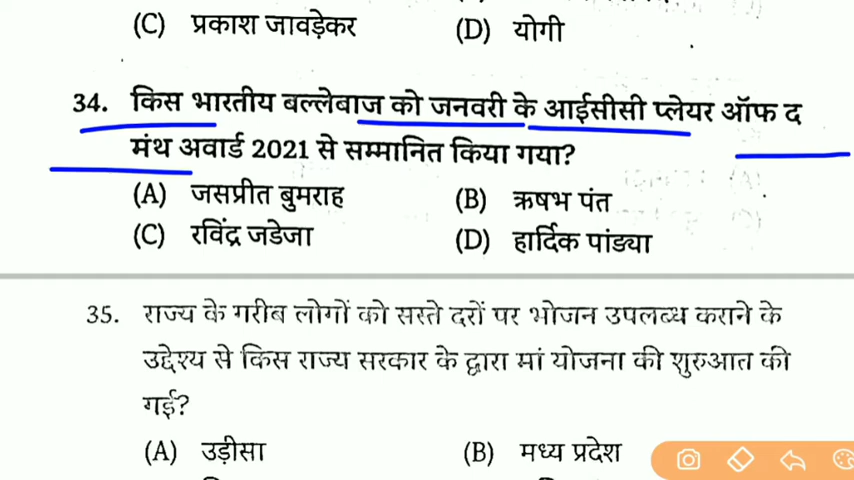 (C) प्रकाश जावड़ेकर (D) योगी
34. किस भारतीय बल्लेबाज को जनवरी के आईसीसी प्लेयर ऑफ द
मंथ अवार्ड 2021 से सम्मानित किया गया?
(A) जसप्रीत बुमराह (B) ऋषभ पंत
(C) रविंद्र जडेजा (D) हार्दिक पांड्या
35. राज्य के गरीब लोगों को सस्ते दरों पर भोजन उपलब्ध कराने के
उद्देश्य से किस राज्य सरकार के द्वारा मां योजना की शुरुआत की
गई?
(A) उड़ीसा (B) मध्य प्रदेश